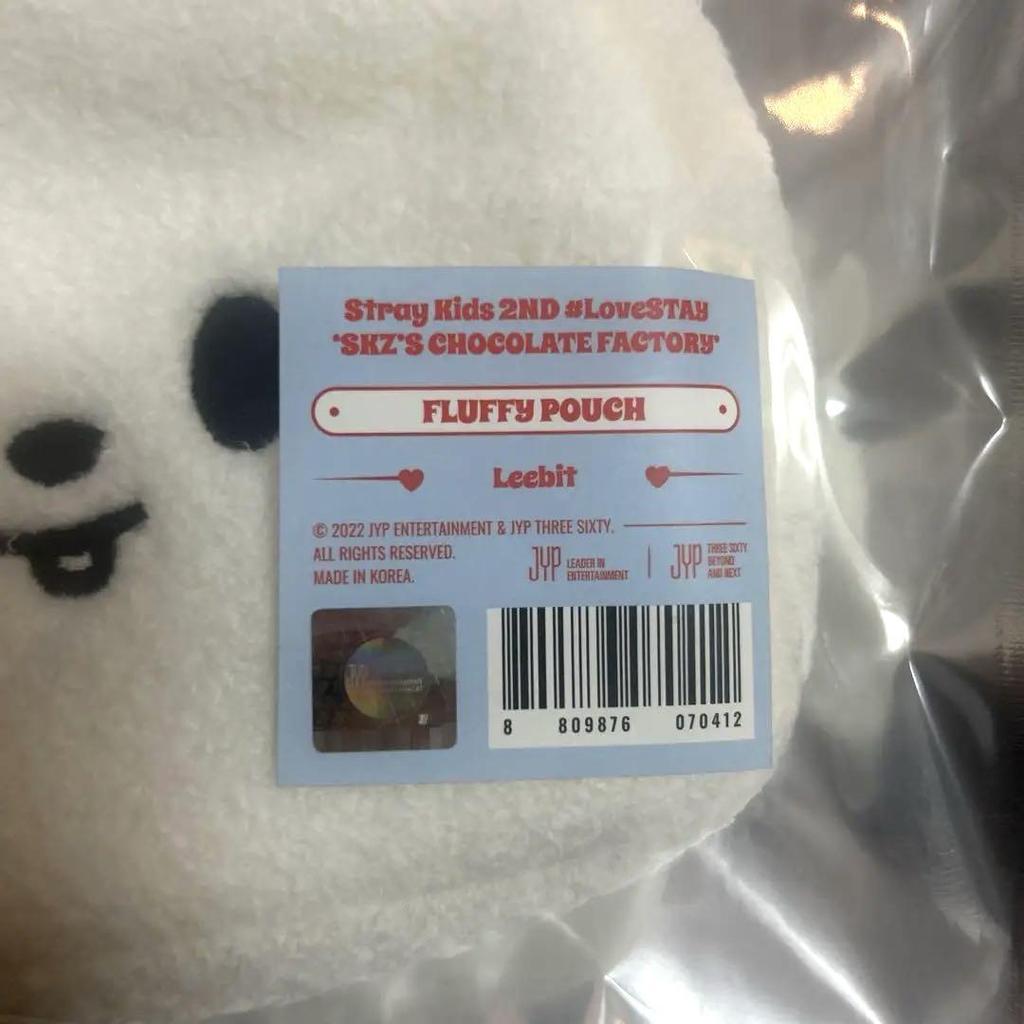 Stray Kids 2ND #LoveSTAY
'SKZ'S CHOCOLATE FACTORY'
FLUFFY POUCH
Leebit
© 2022 JYP ENTERTAINMENT & JYP THREE SIXTY.
ALL RIGHTS RESERVED.
MADE IN KOREA.
JYP LEADER IN ENTERTAINMENT | JYP THREE SIXTY BEYOND AND NEXT
JYP
8 809876 070412